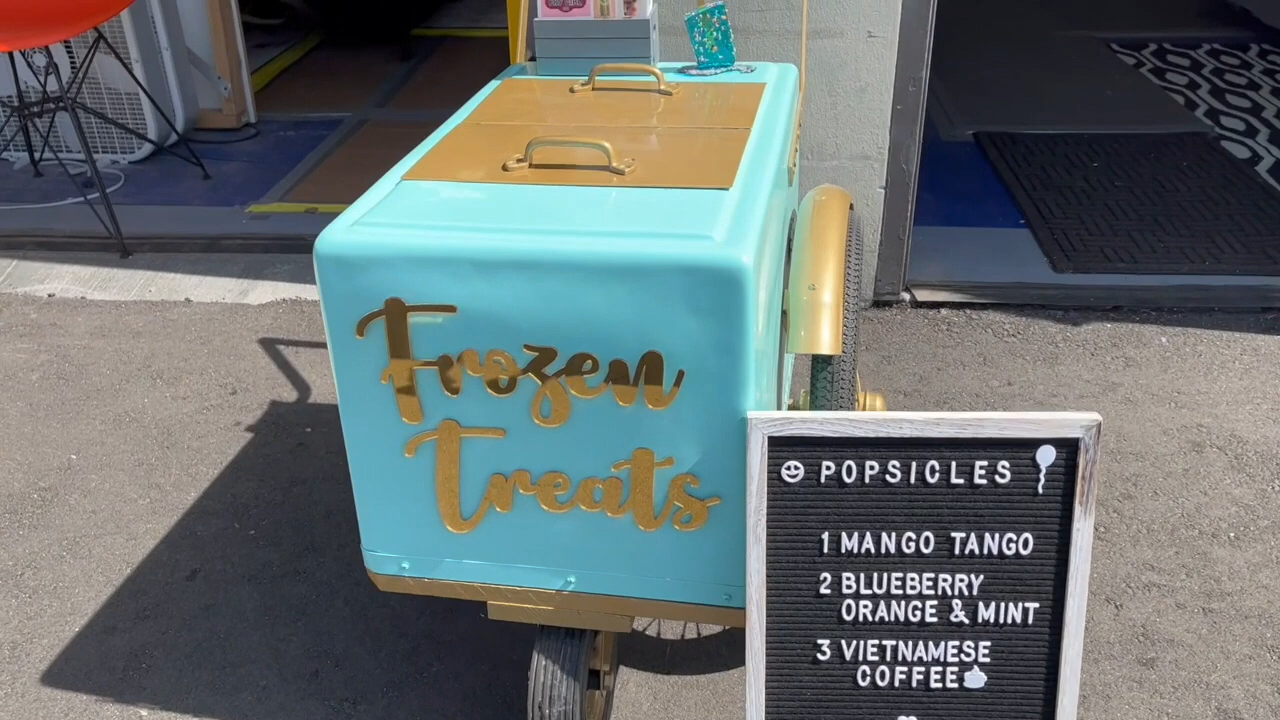 Frozen
Treats
POPSICLES
1 MANGO TANGO
2 BLUEBERRY
ORANGE & MINT
3 VIETNAMESE
COFFEE